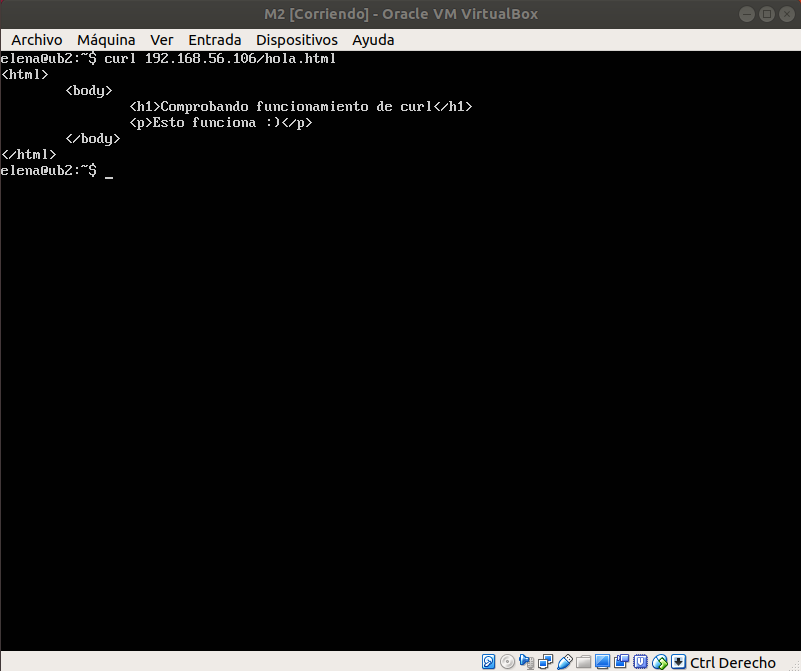 M2 [Corriendo] - Oracle VM VirtualBox
Archivo Máquina Ver Entrada Dispositivos Ayuda
elena@ub2:~$ curl 192.168.56.106/hola.html
<html>
        <body>
                <h1>Comprobando funcionamiento de curl</h1>
                <p>Esto funciona :)</p>
        </body>
</html>
elena@ub2:~$ _
Ctrl Derecho